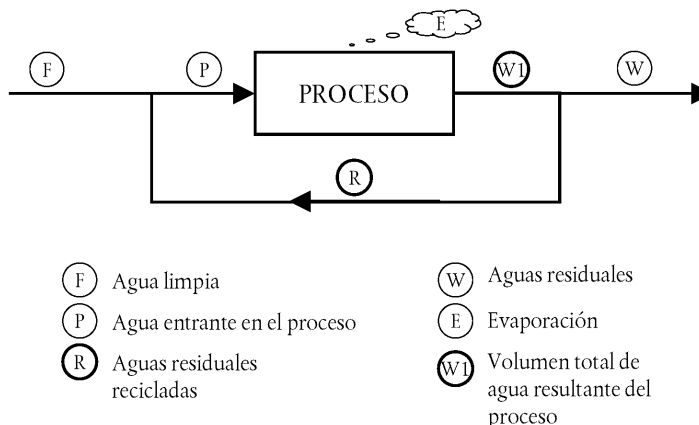 E
F
P
PROCESO
W1
W
R
F Agua limpia
P Agua entrante en el proceso
R Aguas residuales
recicladas
W Aguas residuales
E Evaporación
W1 Volumen total de
agua resultante del
proceso